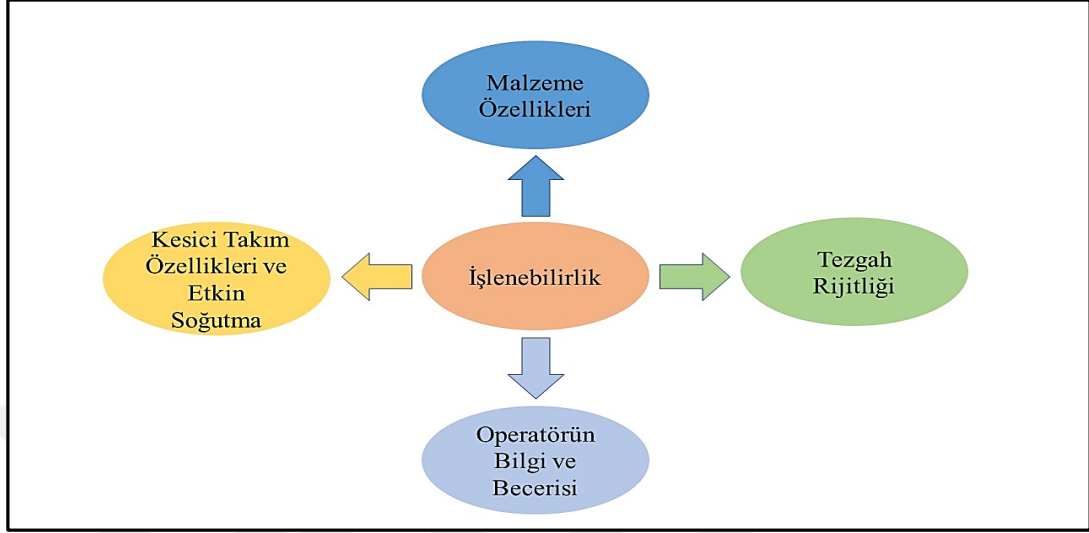 Malzeme
Özellikleri
Kesici Takım
Özellikleri ve
Etkin
Soğutma
İşlenebilirlik
Tezgah
Rijitliği
Operatörün
Bilgi ve
Becerisi